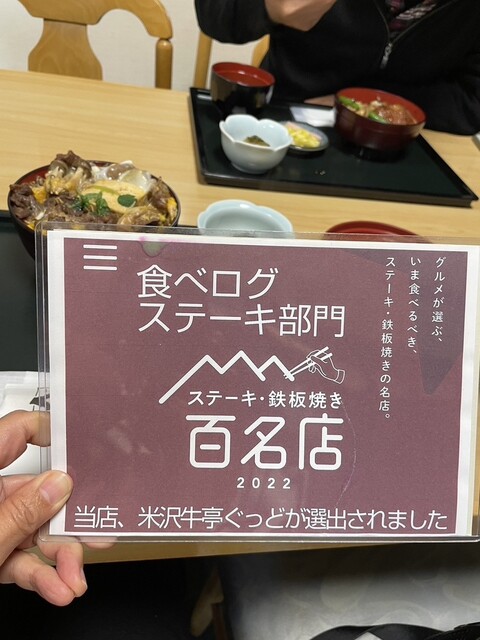 食べログ
ステーキ部門
グルメが選ぶ、
いま食べるべき、
ステーキ・鉄板焼きの名店。
ステーキ・鉄板焼き
百名店
2022
当店、米沢牛亭ぐっどが選出されました